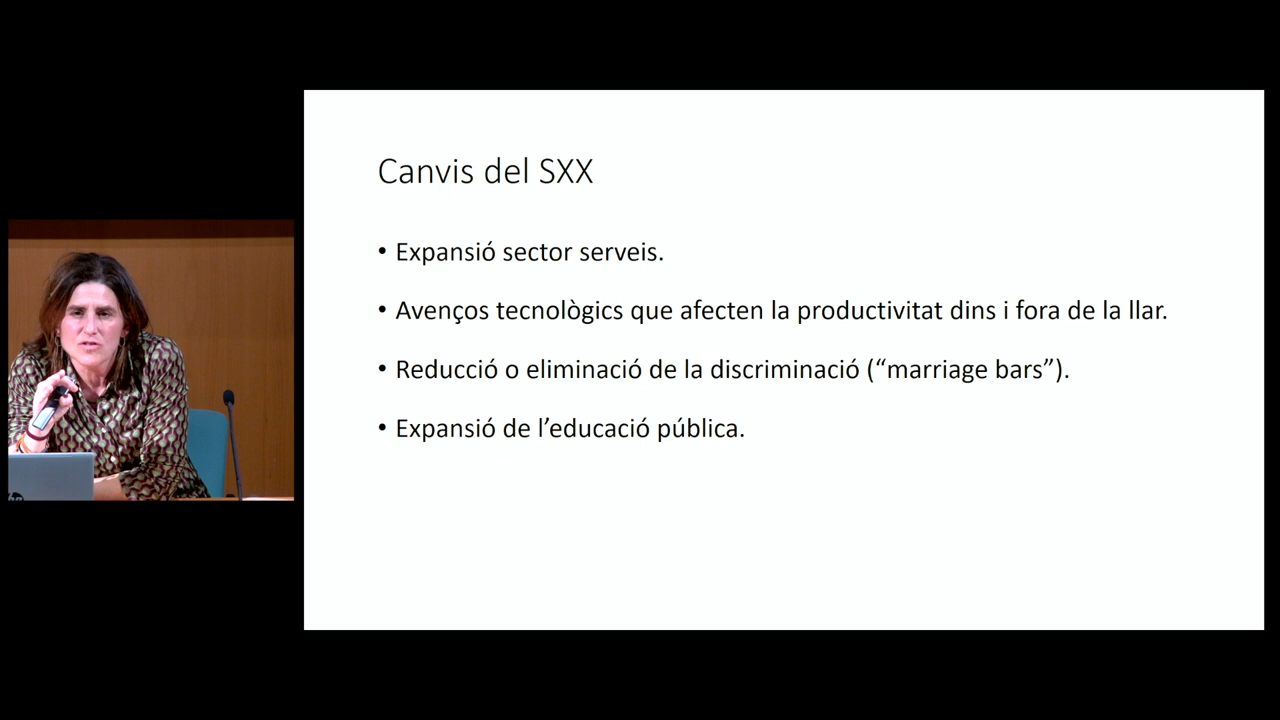 Canvis del SXX
• Expansió sector serveis.
• Avenços tecnològics que afecten la productivitat dins i fora de la llar.
• Reducció o eliminació de la discriminació (“marriage bars”).
• Expansió de l’educació pública.